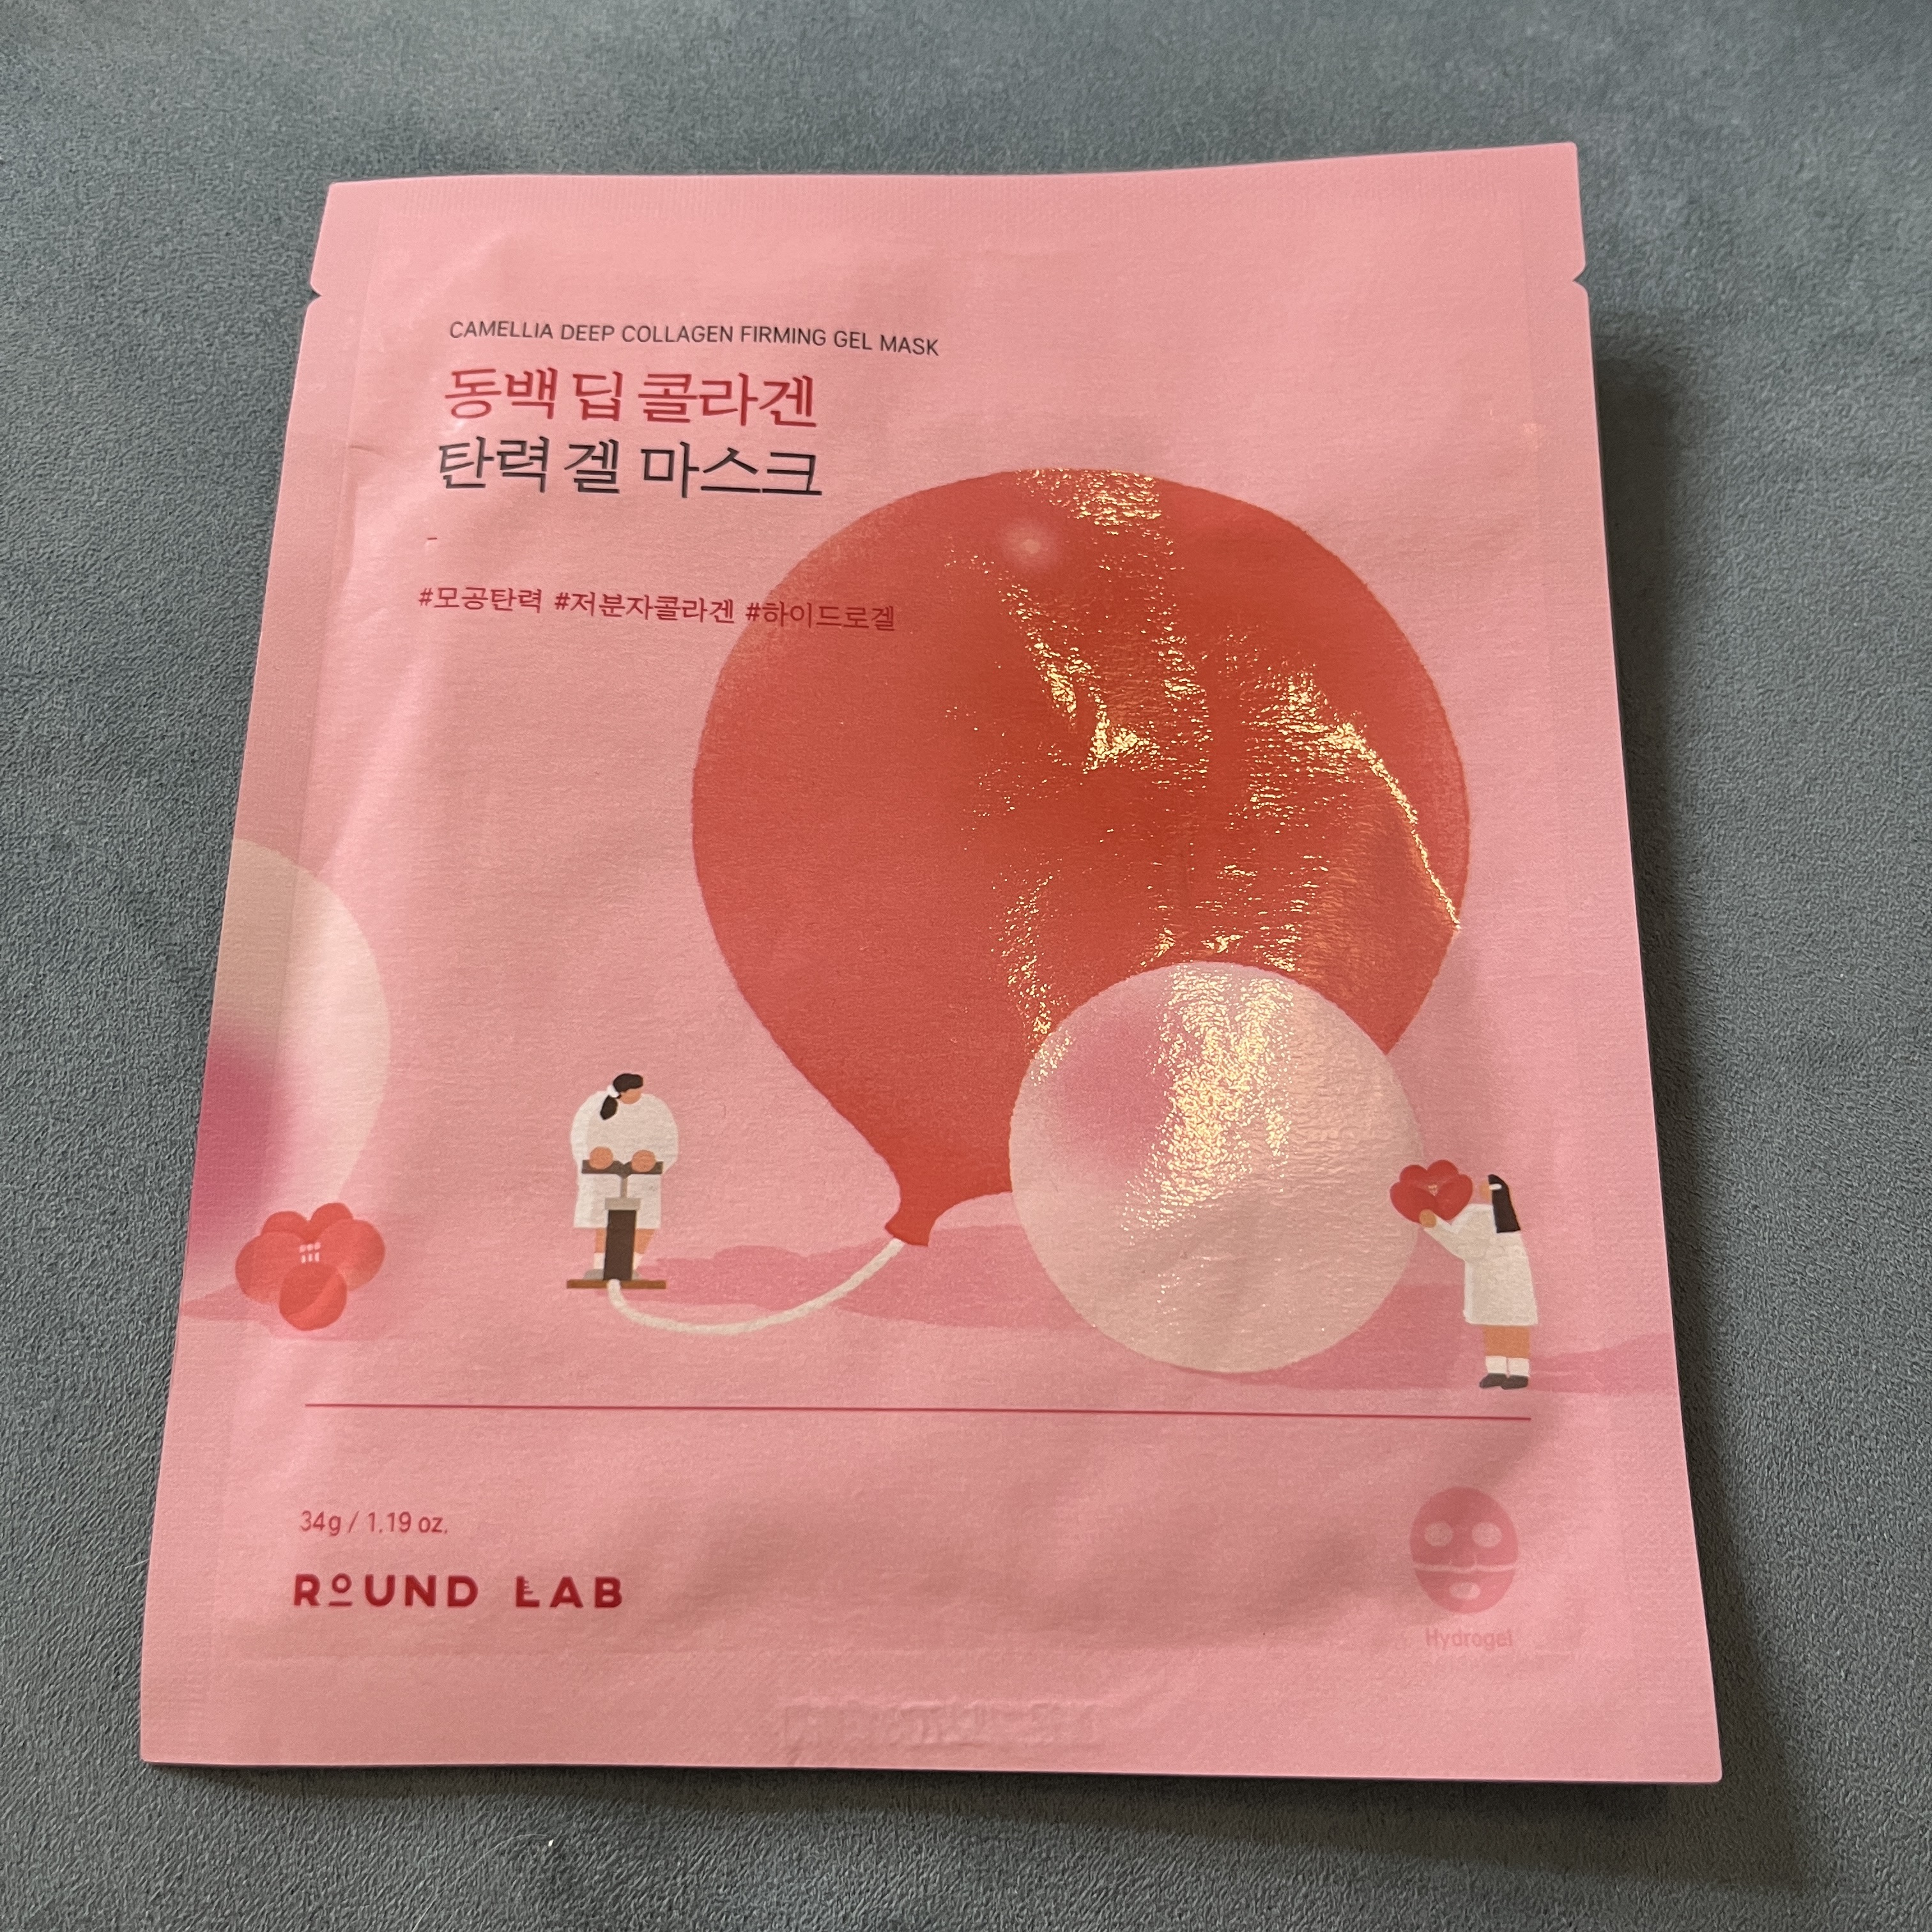 CAMELLIA DEEP COLLAGEN FIRMING GEL MASK
동백 딥 콜라겐
탄력 겔 마스크
-
#모공탄력 #저분자콜라겐 #하이드로겔
34g / 1.19 oz.
ROUND LAB
Hydrogel